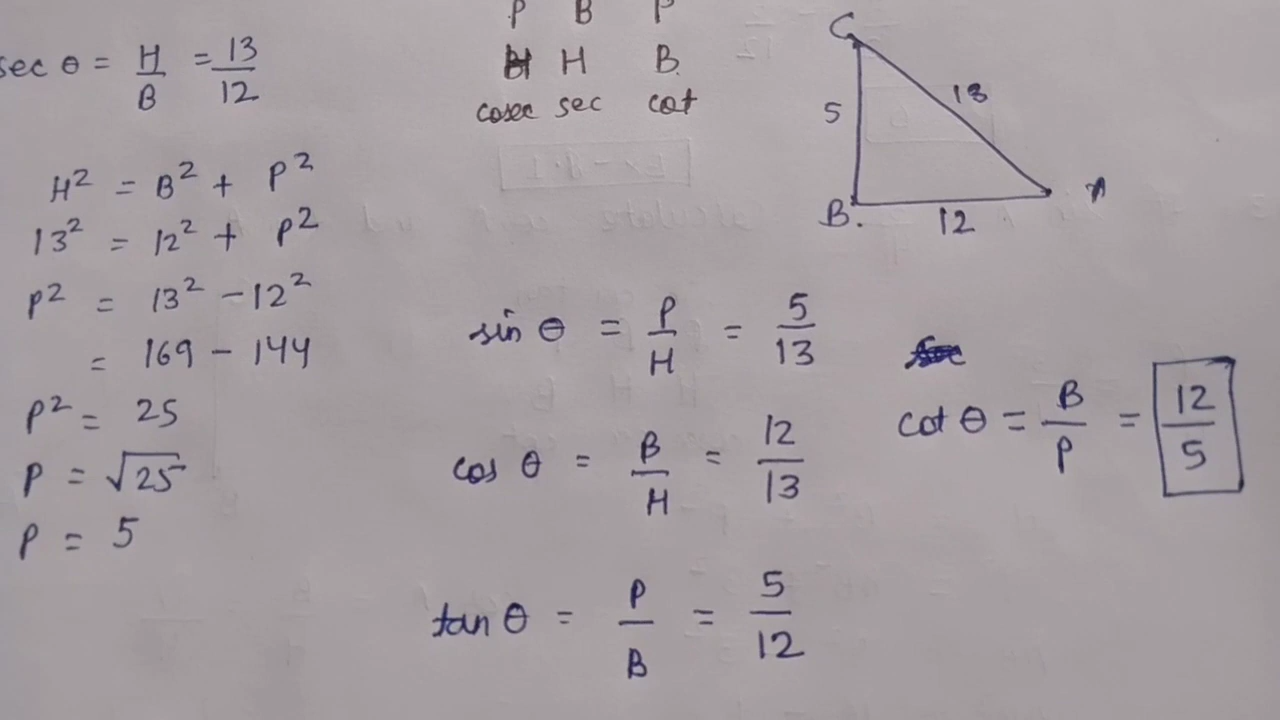 sec θ = H/B = 13/12
H² = B² + P²
13² = 12² + P²
P² = 13² - 12²
= 169 - 144
P² = 25
P = √25
P = 5
P B P
H H B
cosec sec cot
C
5
13
B.
12
A
sin θ = P/H = 5/13
cos θ = B/H = 12/13
tan θ = P/B = 5/12
cot θ = B/P = 12/5